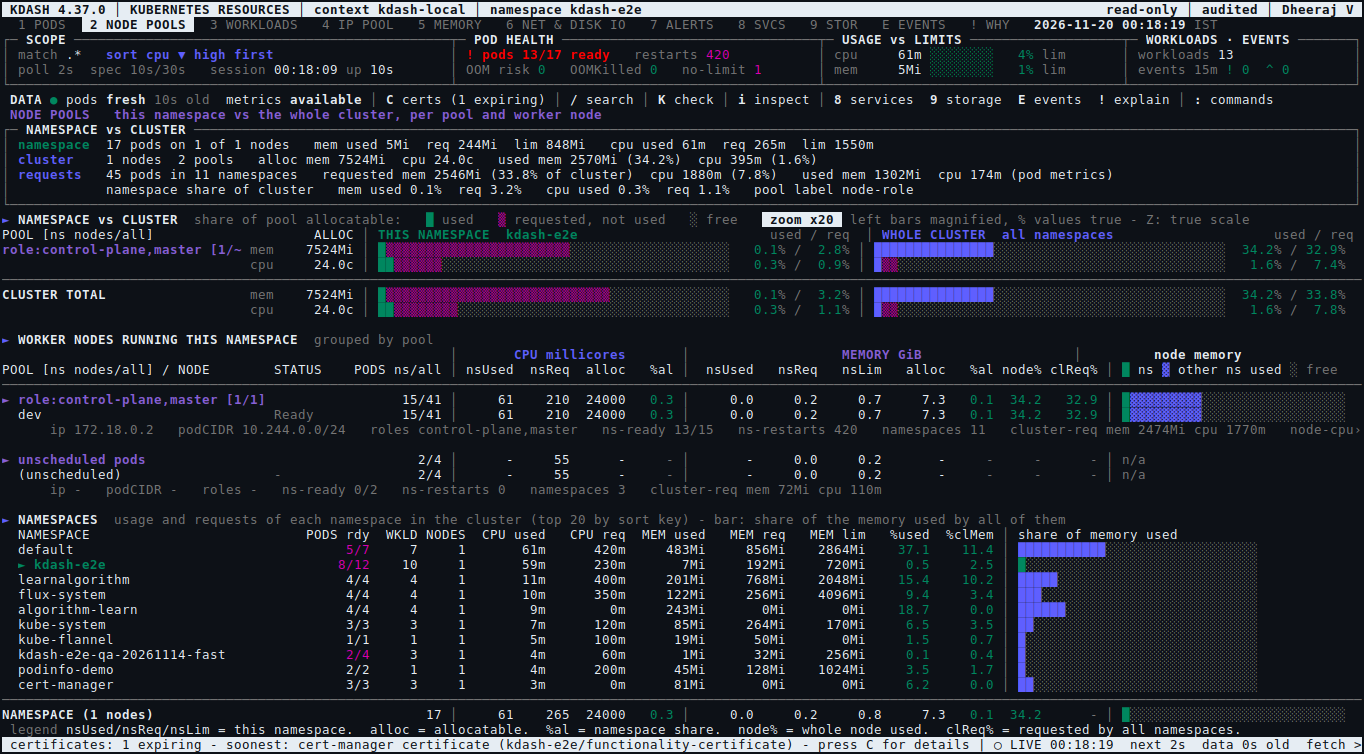 KDASH 4.37.0 │ KUBERNETES RESOURCES │ context kdash-local │ namespace kdash-e2e read-only │ audited │ Dheeraj V
1 PODS 2 NODE POOLS 3 WORKLOADS 4 IP POOL 5 MEMORY 6 NET & DISK IO 7 ALERTS 8 SVCS 9 STOR E EVENTS ! WHY 2026-11-20 00:18:19 IST
SCOPE POD HEALTH USAGE vs LIMITS WORKLOADS · EVENTS
match .* sort cpu ▼ high first ! pods 13/17 ready restarts 420 cpu 61m 4% lim workloads 13
poll 2s spec 10s/30s session 00:18:09 up 10s OOM risk 0 OOMKilled 0 no-limit 1 mem 5Mi 1% lim events 15m ! 0 ^ 0
DATA ● pods fresh 10s old metrics available │ C certs (1 expiring) │ / search │ K check │ i inspect │ 8 services 9 storage E events ! explain │ : commands
NODE POOLS this namespace vs the whole cluster, per pool and worker node
NAMESPACE vs CLUSTER
namespace 17 pods on 1 of 1 nodes mem used 5Mi req 244Mi lim 848Mi cpu used 61m req 265m lim 1550m
cluster 1 nodes 2 pools alloc mem 7524Mi cpu 24.0c used mem 2570Mi (34.2%) cpu 395m (1.6%)
requests 45 pods in 11 namespaces requested mem 2546Mi (33.8% of cluster) cpu 1880m (7.8%) used mem 1302Mi cpu 174m (pod metrics)
namespace share of cluster mem used 0.1% req 3.2% cpu used 0.3% req 1.1% pool label node-role
► NAMESPACE vs CLUSTER share of pool allocatable: used requested, not used free zoom x20 left bars magnified, % values true - Z: true scale
POOL [ns nodes/all] ALLOC │ THIS NAMESPACE kdash-e2e used / req │ WHOLE CLUSTER all namespaces used / req
role:control-plane,master [1/~ mem 7524Mi 0.1% / 2.8% 34.2% / 32.9%
cpu 24.0c 0.3% / 0.9% 1.6% / 7.4%
CLUSTER TOTAL mem 7524Mi 0.1% / 3.2% 34.2% / 33.8%
cpu 24.0c 0.3% / 1.1% 1.6% / 7.8%
► WORKER NODES RUNNING THIS NAMESPACE grouped by pool
│ CPU millicores │ MEMORY GiB │ node memory
POOL [ns nodes/all] / NODE STATUS PODS ns/all │ nsUsed nsReq alloc %al │ nsUsed nsReq nsLim alloc %al node% clReq% │ ns other ns used free
► role:control-plane,master [1/1] 15/41 │ 61 210 24000 0.3 │ 0.0 0.2 0.7 7.3 0.1 34.2 32.9 │
dev Ready 15/41 │ 61 210 24000 0.3 │ 0.0 0.2 0.7 7.3 0.1 34.2 32.9 │
ip 172.18.0.2 podCIDR 10.244.0.0/24 roles control-plane,master ns-ready 13/15 ns-restarts 420 namespaces 11 cluster-req mem 2474Mi cpu 1770m node-cpu›
► unscheduled pods 2/4 │ - 55 - - │ - 0.0 0.2 - - - - │ n/a
(unscheduled) - 2/4 │ - 55 - - │ - 0.0 0.2 - - - - │ n/a
ip - podCIDR - roles - ns-ready 0/2 ns-restarts 0 namespaces 3 cluster-req mem 72Mi cpu 110m
► NAMESPACES usage and requests of each namespace in the cluster (top 20 by sort key) - bar: share of the memory used by all of them
NAMESPACE PODS rdy WKLD NODES CPU used CPU req MEM used MEM req MEM lim %used %clMem │ share of memory used
default 5/7 7 1 61m 420m 483Mi 856Mi 2864Mi 37.1 11.4 │
► kdash-e2e 8/12 10 1 59m 230m 7Mi 192Mi 720Mi 0.5 2.5 │
learnalgorithm 4/4 4 1 11m 400m 201Mi 768Mi 2048Mi 15.4 10.2 │
flux-system 4/4 4 1 10m 350m 122Mi 256Mi 4096Mi 9.4 3.4 │
algorithm-learn 4/4 4 1 9m 0m 243Mi 0Mi 0Mi 18.7 0.0 │
kube-system 3/3 3 1 7m 120m 85Mi 264Mi 170Mi 6.5 3.5 │
kube-flannel 1/1 1 1 5m 100m 19Mi 50Mi 0Mi 1.5 0.7 │
kdash-e2e-qa-20261114-fast 2/4 3 1 4m 60m 1Mi 32Mi 256Mi 0.1 0.4 │
podinfo-demo 2/2 1 1 4m 200m 45Mi 128Mi 1024Mi 3.5 1.7 │
cert-manager 3/3 3 1 3m 0m 81Mi 0Mi 0Mi 6.2 0.0 │
NAMESPACE (1 nodes) 17 │ 61 265 24000 0.3 │ 0.0 0.2 0.8 7.3 0.1 34.2 - │
legend nsUsed/nsReq/nsLim = this namespace. alloc = allocatable. %al = namespace share. node% = whole node used. clReq% = requested by all namespaces.
certificates: 1 expiring - soonest: cert-manager certificate (kdash-e2e/functionality-certificate) - press C for details │ ○ LIVE 00:18:19 next 2s data 0s old fetch >